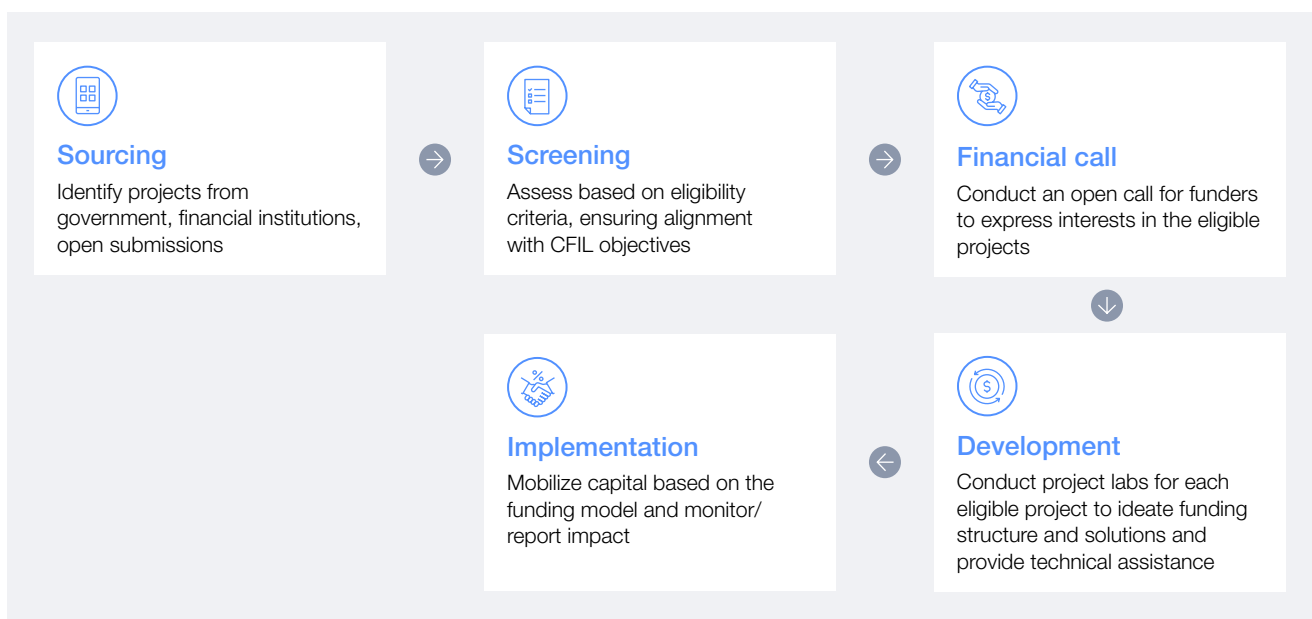 Sourcing
Identify projects from
government, financial institutions,
open submissions
Screening
Assess based on eligibility
criteria, ensuring alignment
with CFIL objectives
Financial call
Conduct an open call for funders
to express interests in the eligible
projects
Development
Conduct project labs for each
eligible project to ideate funding
structure and solutions and
provide technical assistance
Implementation
Mobilize capital based on the
funding model and monitor/
report impact